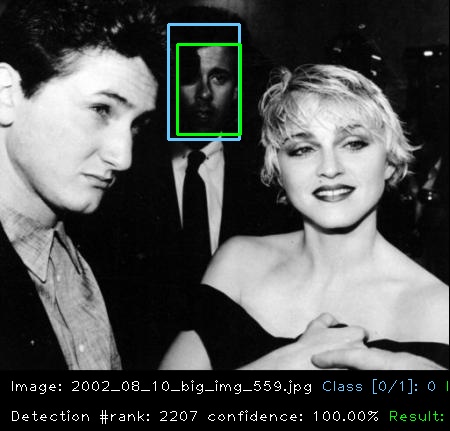 Image: 2002_08_10_big_img_559.jpg Class [0/1]: 0
Detection #rank: 2207 confidence: 100.00% Result: